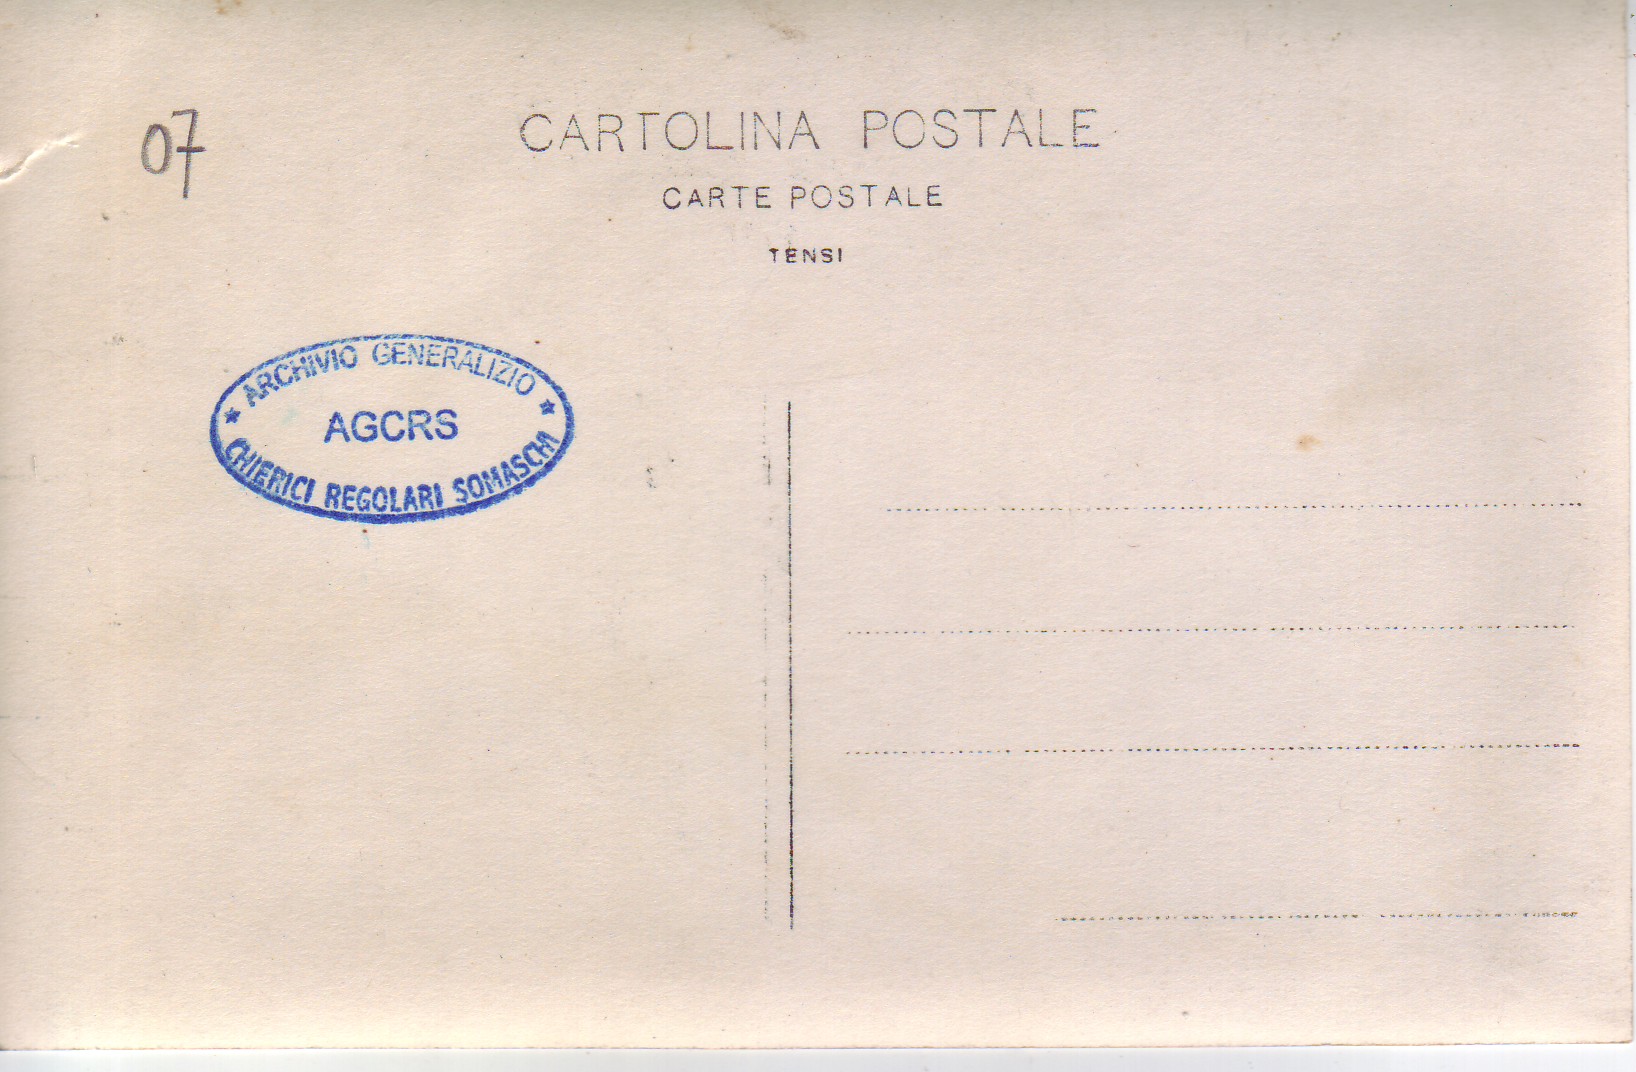 07
CARTOLINA POSTALE
CARTE POSTALE
TENSI
ARCHIVIO GENERALIZIO
AGCRS
CHIERICI REGOLARI SOMASCHI